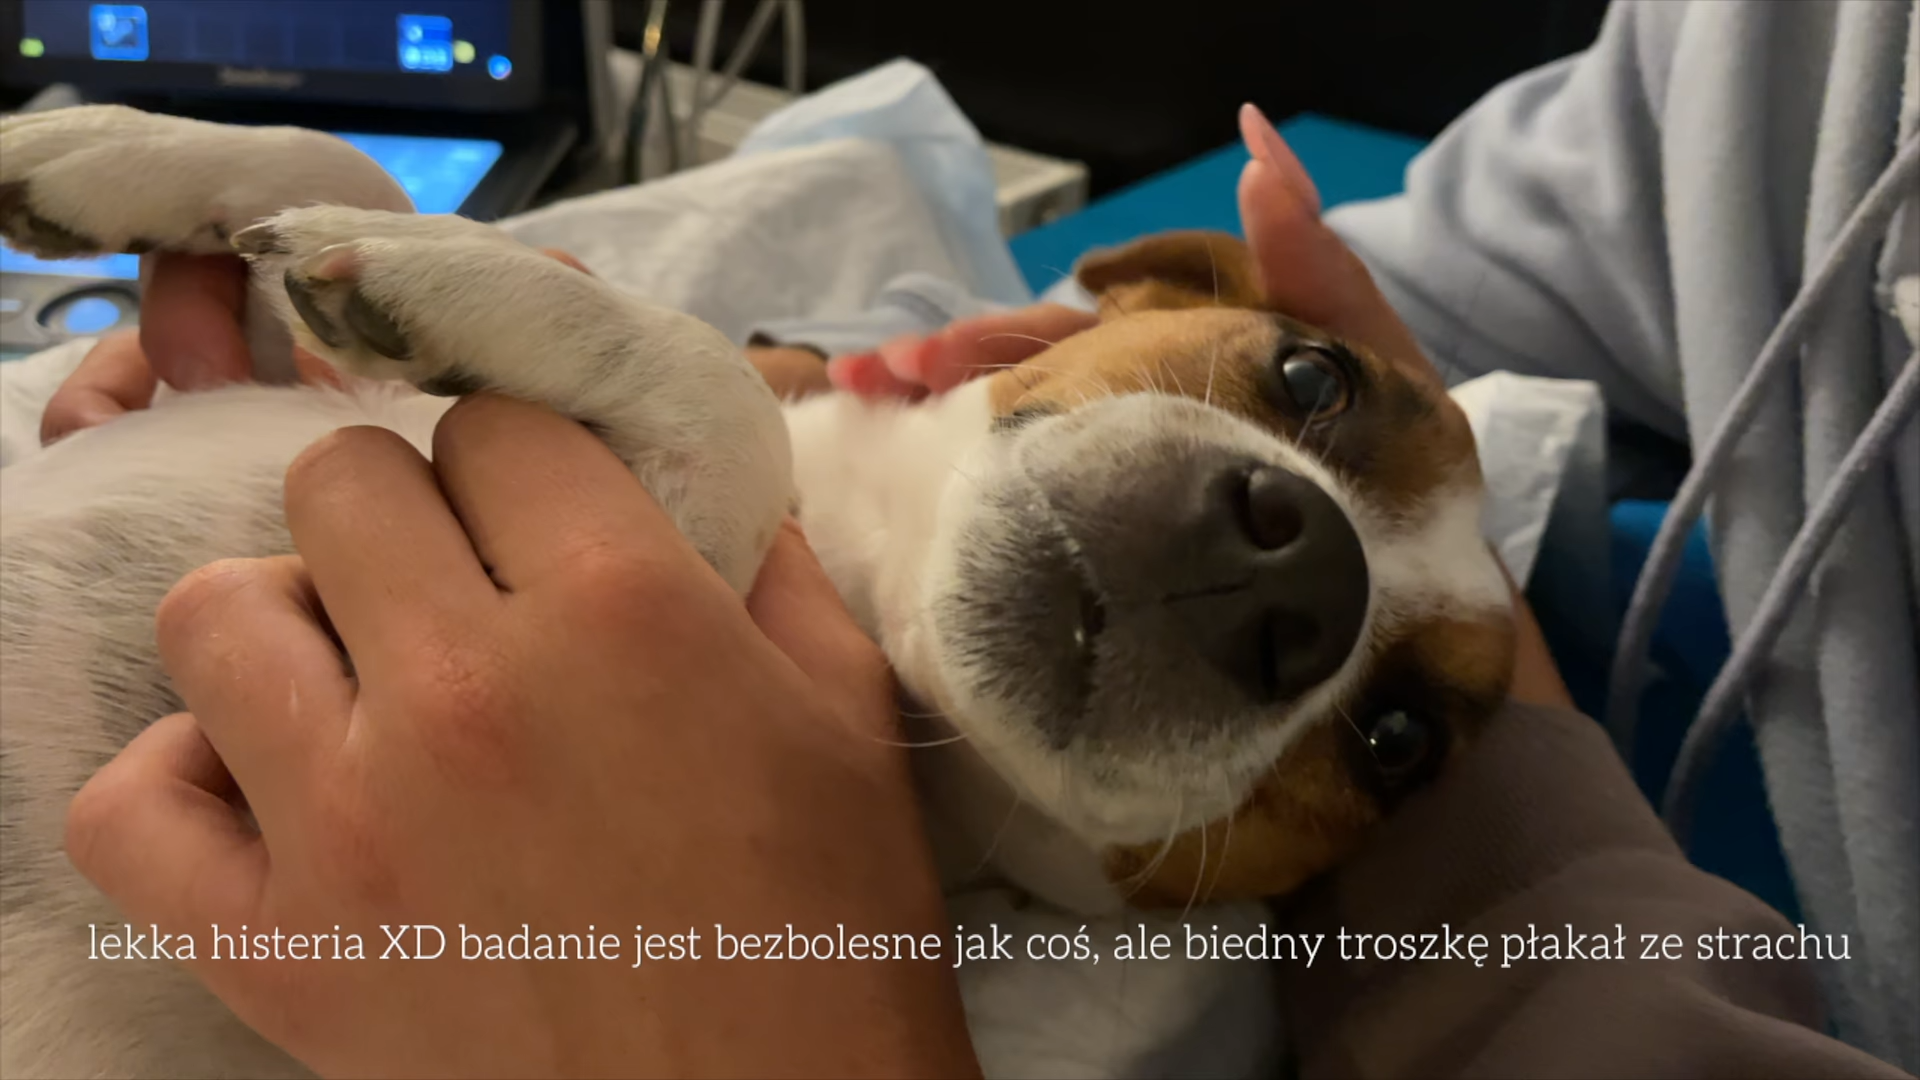 lekka histeria XD badanie jest bezbolesne jak coś, ale biedny troszkę płakał ze strachu